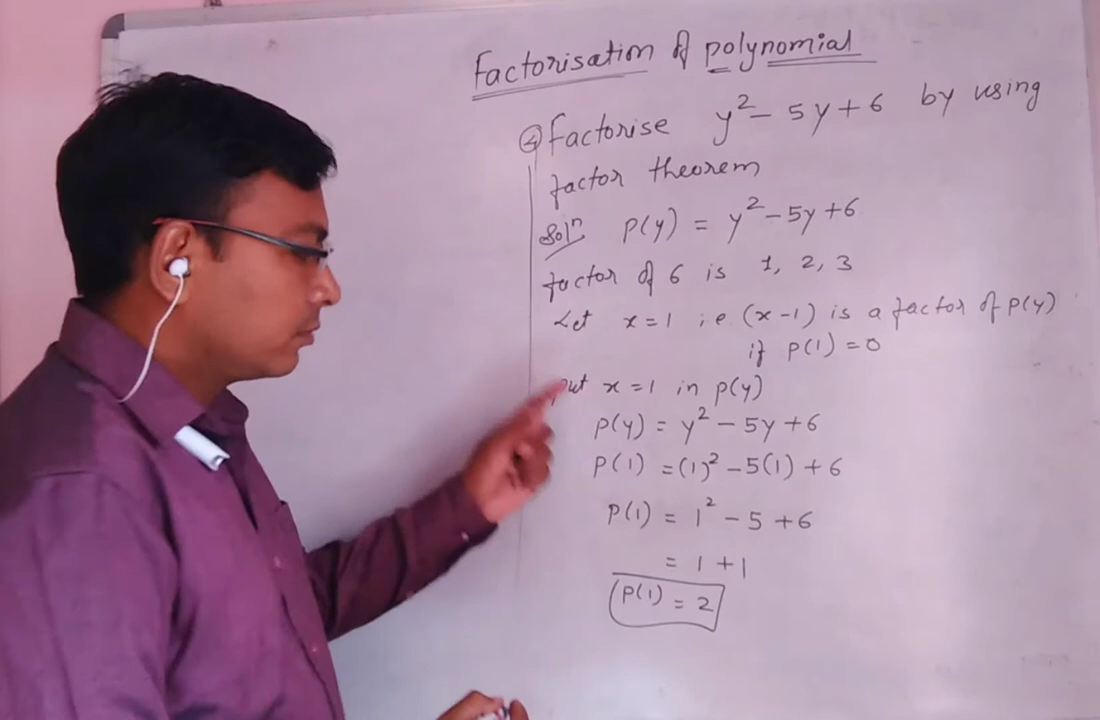 Factorisation of polynomial
④ Factorise y² - 5y + 6 by using
factor theorem
Solⁿ P(y) = y² - 5y + 6
factor of 6 is 1, 2, 3
Let x = 1 i.e. (x - 1) is a factor of P(y)
if P(1) = 0
put x = 1 in p(y)
P(y) = y² - 5y + 6
P(1) = (1)² - 5(1) + 6
P(1) = 1² - 5 + 6
= 1 + 1
P(1) = 2